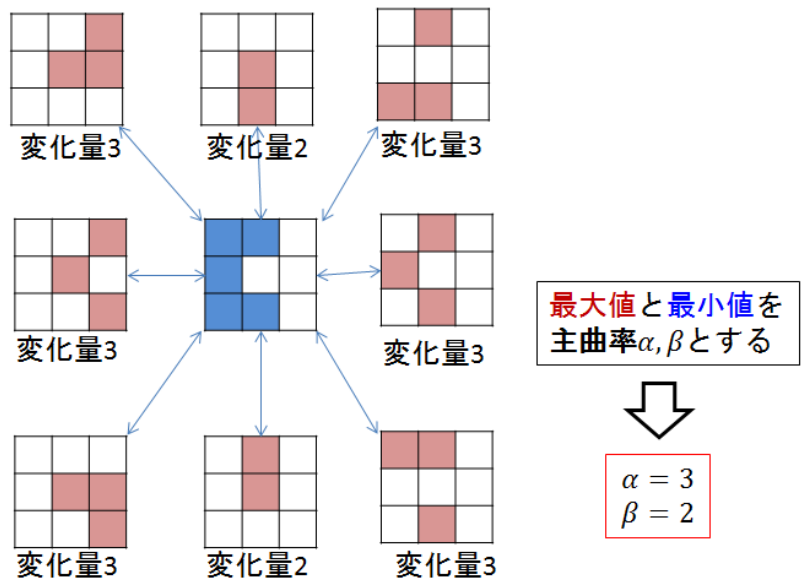 変化量3
変化量2
変化量3
変化量3
変化量3
変化量3
変化量2
変化量3
最大値と最小値を
主曲率α,βとする
α = 3
β = 2